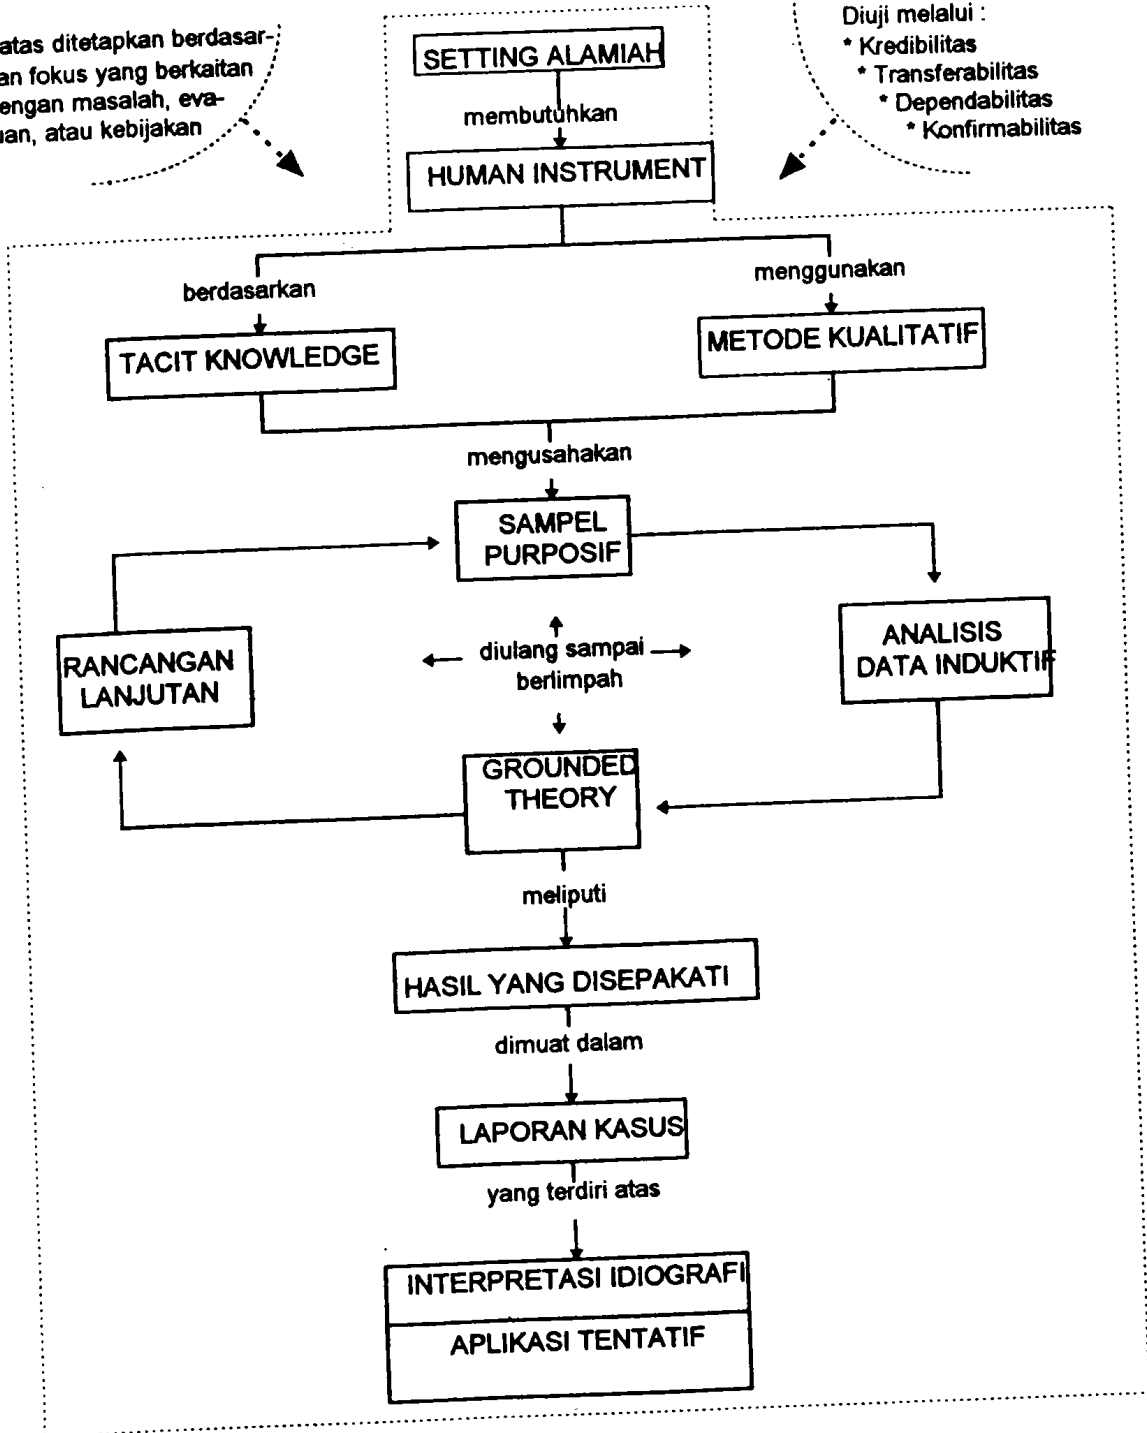 atas ditetapkan berdasar-
an fokus yang berkaitan
engan masalah, eva-
uan, atau kebijakan
Diuji melalui :
* Kredibilitas
* Transferabilitas
* Dependabilitas
* Konfirmabilitas
SETTING ALAMIAH
membutuhkan
HUMAN INSTRUMENT
berdasarkan
menggunakan
TACIT KNOWLEDGE
METODE KUALITATIF
mengusahakan
SAMPEL
PURPOSIF
RANCANGAN
LANJUTAN
diulang sampai
berlimpah
ANALISIS
DATA INDUKTIF
GROUNDED
THEORY
meliputi
HASIL YANG DISEPAKATI
dimuat dalam
LAPORAN KASUS
yang terdiri atas
INTERPRETASI IDIOGRAFI
APLIKASI TENTATIF